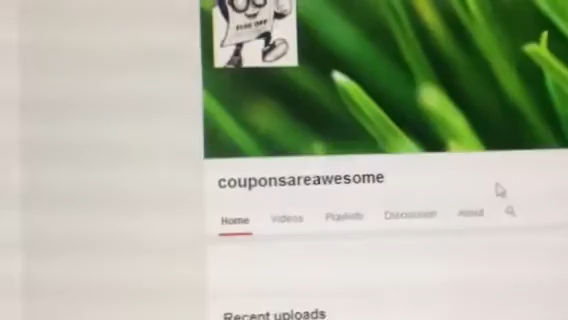 couponsareawesome
Home Videos Playlists Discussion About
Recent uploads